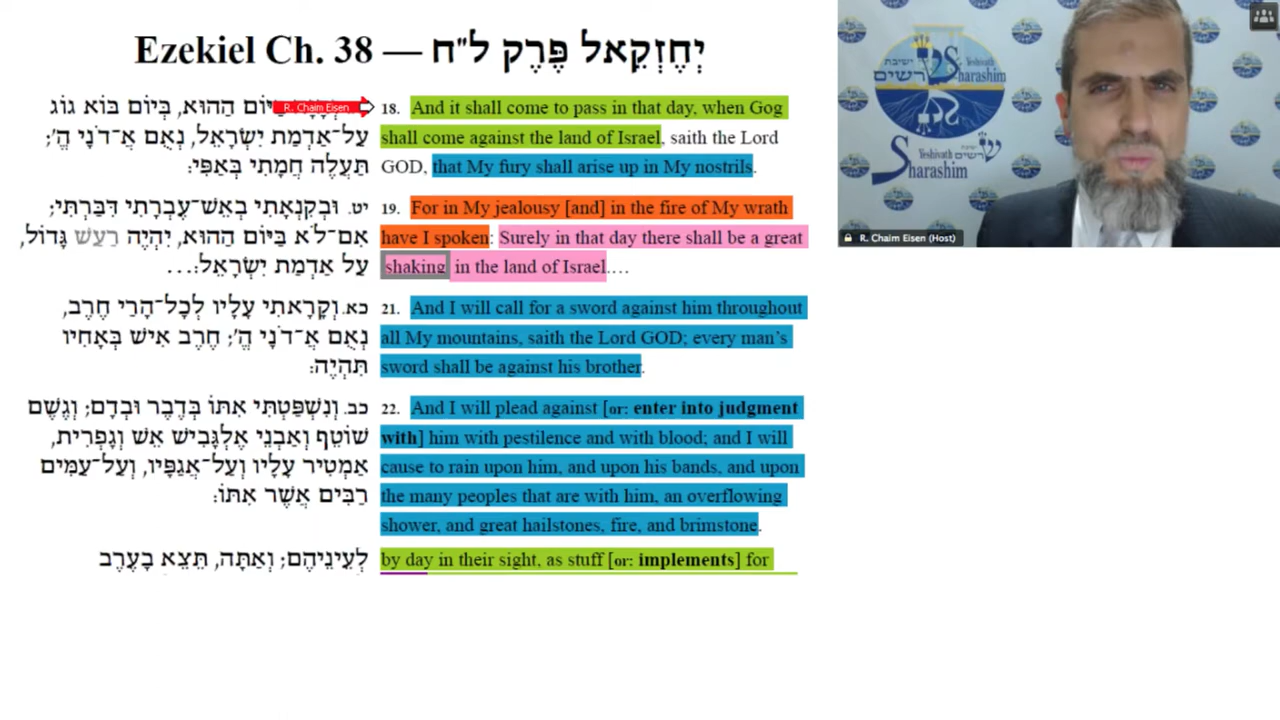 Ezekiel Ch. 38 — יְחֶזְקֵאל פֶּרֶק ל״ח
R. Chaim Eisen
יּוֹם הַהוּא, בְּיוֹם בּוֹא גוֹג
עַל־אַדְמַת יִשְׂרָאֵל, נְאֻם אֲ־דֹנָי הֱ׳;
תַּעֲלֶה חֲמָתִי בְּאַפִּי:
18. And it shall come to pass in that day, when Gog
shall come against the land of Israel, saith the Lord
GOD, that My fury shall arise up in My nostrils.
יט. וּבְקִנְאָתִי בְאֵשׁ־עֶבְרָתִי דִּבַּרְתִּי;
אִם־לֹא בַּיּוֹם הַהוּא, יִהְיֶה רַעַשׁ גָּדוֹל,
עַל אַדְמַת יִשְׂרָאֵל:...
19. For in My jealousy [and] in the fire of My wrath
have I spoken: Surely in that day there shall be a great
shaking in the land of Israel.…
כא. וְקָרָאתִי עָלָיו לְכָל־הָרַי חֶרֶב,
נְאֻם אֲ־דֹנָי הֱ׳; חֶרֶב אִישׁ בְּאָחִיו
תִּהְיֶה:
21. And I will call for a sword against him throughout
all My mountains, saith the Lord GOD; every man’s
sword shall be against his brother.
כב. וְנִשְׁפַּטְתִּי אִתּוֹ בְּדֶבֶר וּבְדָם; וְגֶשֶׁם
שׁוֹטֵף וְאַבְנֵי אֶלְגָּבִישׁ אֵשׁ וְגָפְרִית,
אַמְטִיר עָלָיו וְעַל־אֲגַפָּיו, וְעַל־עַמִּים
רַבִּים אֲשֶׁר אִתּוֹ:
22. And I will plead against [or: enter into judgment
with] him with pestilence and with blood; and I will
cause to rain upon him, and upon his bands, and upon
the many peoples that are with him, an overflowing
shower, and great hailstones, fire, and brimstone.
לְעֵינֵיהֶם; וְאַתָּה, תֵּצֵא בָעֶרֶב
by day in their sight, as stuff [or: implements] for
ישיבת
שרשים
Yeshivath
Sharashim
ישיבת
שרשים
Yeshivath
Sharashim
R. Chaim Eisen (Host)